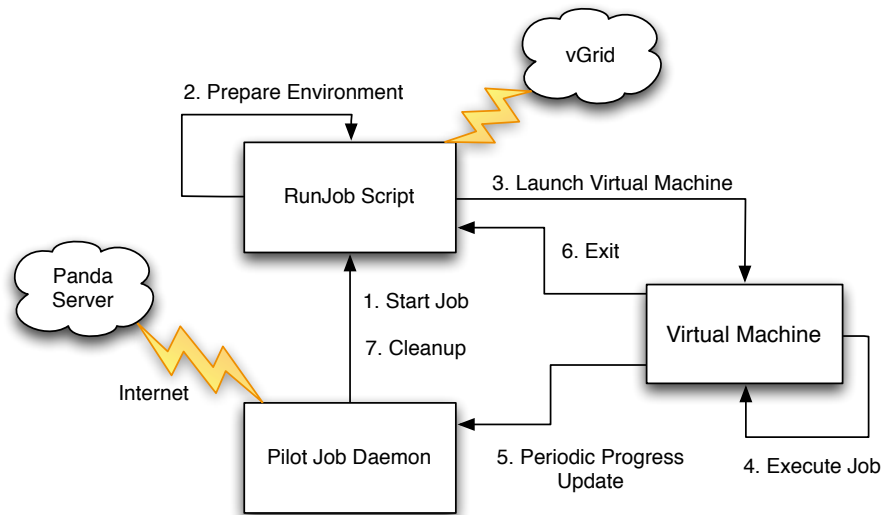 vGrid
2. Prepare Environment
RunJob Script
3. Launch Virtual Machine
6. Exit
Panda
Server
1. Start Job
7. Cleanup
Virtual Machine
Internet
Pilot Job Daemon
5. Periodic Progress
Update
4. Execute Job